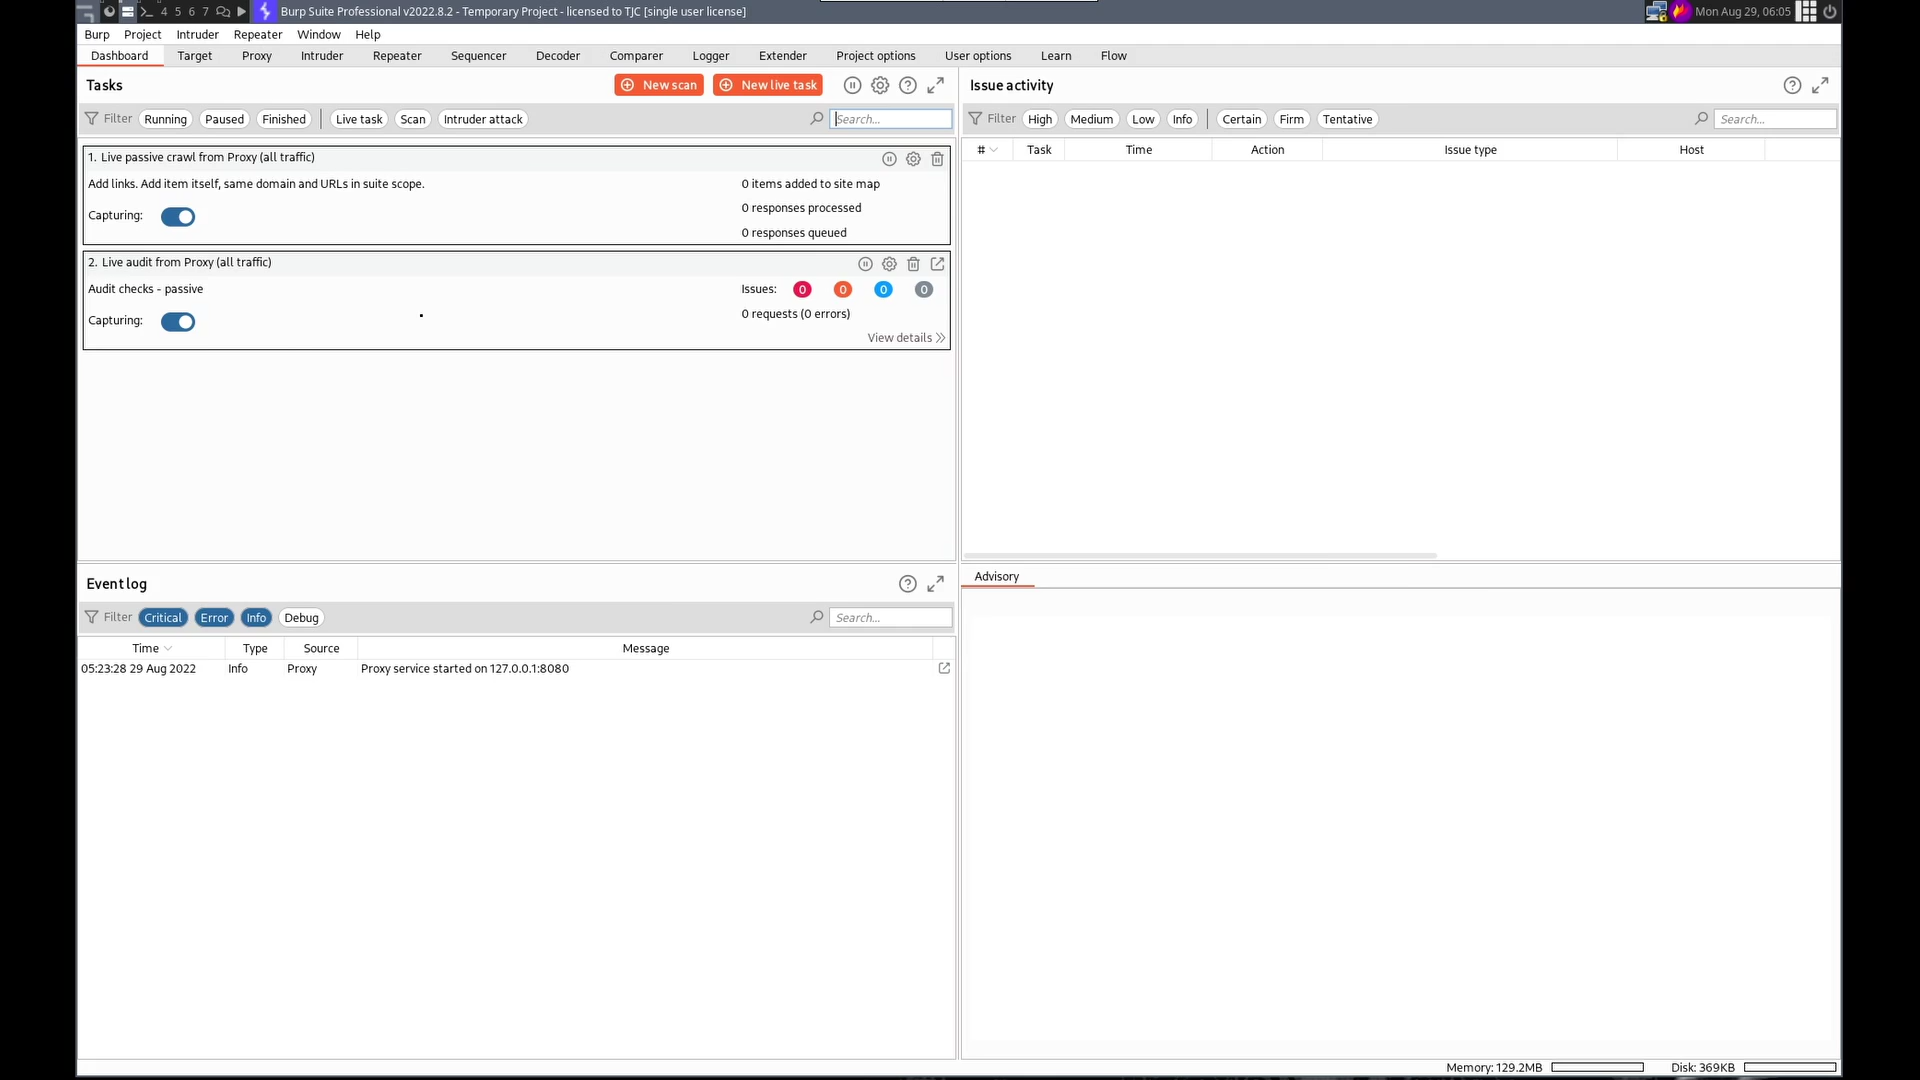 4 5 6 7 Burp Suite Professional v2022.8.2 - Temporary Project - licensed to TJC [single user license] Mon Aug 29, 06:05
Burp Project Intruder Repeater Window Help
Dashboard Target Proxy Intruder Repeater Sequencer Decoder Comparer Logger Extender Project options User options Learn Flow
Tasks New scan New live task
Filter Running Paused Finished Live task Scan Intruder attack Search...
1. Live passive crawl from Proxy (all traffic)
Add links. Add item itself, same domain and URLs in suite scope. 0 items added to site map
0 responses processed
Capturing:
0 responses queued
2. Live audit from Proxy (all traffic)
Audit checks - passive Issues: 0 0 0 0
Capturing: 0 requests (0 errors)
View details
Event log
Filter Critical Error Info Debug Search...
Time Type Source Message
05:23:28 29 Aug 2022 Info Proxy Proxy service started on 127.0.0.1:8080
Issue activity
Filter High Medium Low Info Certain Firm Tentative Search...
# Task Time Action Issue type Host
Advisory
Memory: 129.2MB Disk: 369KB